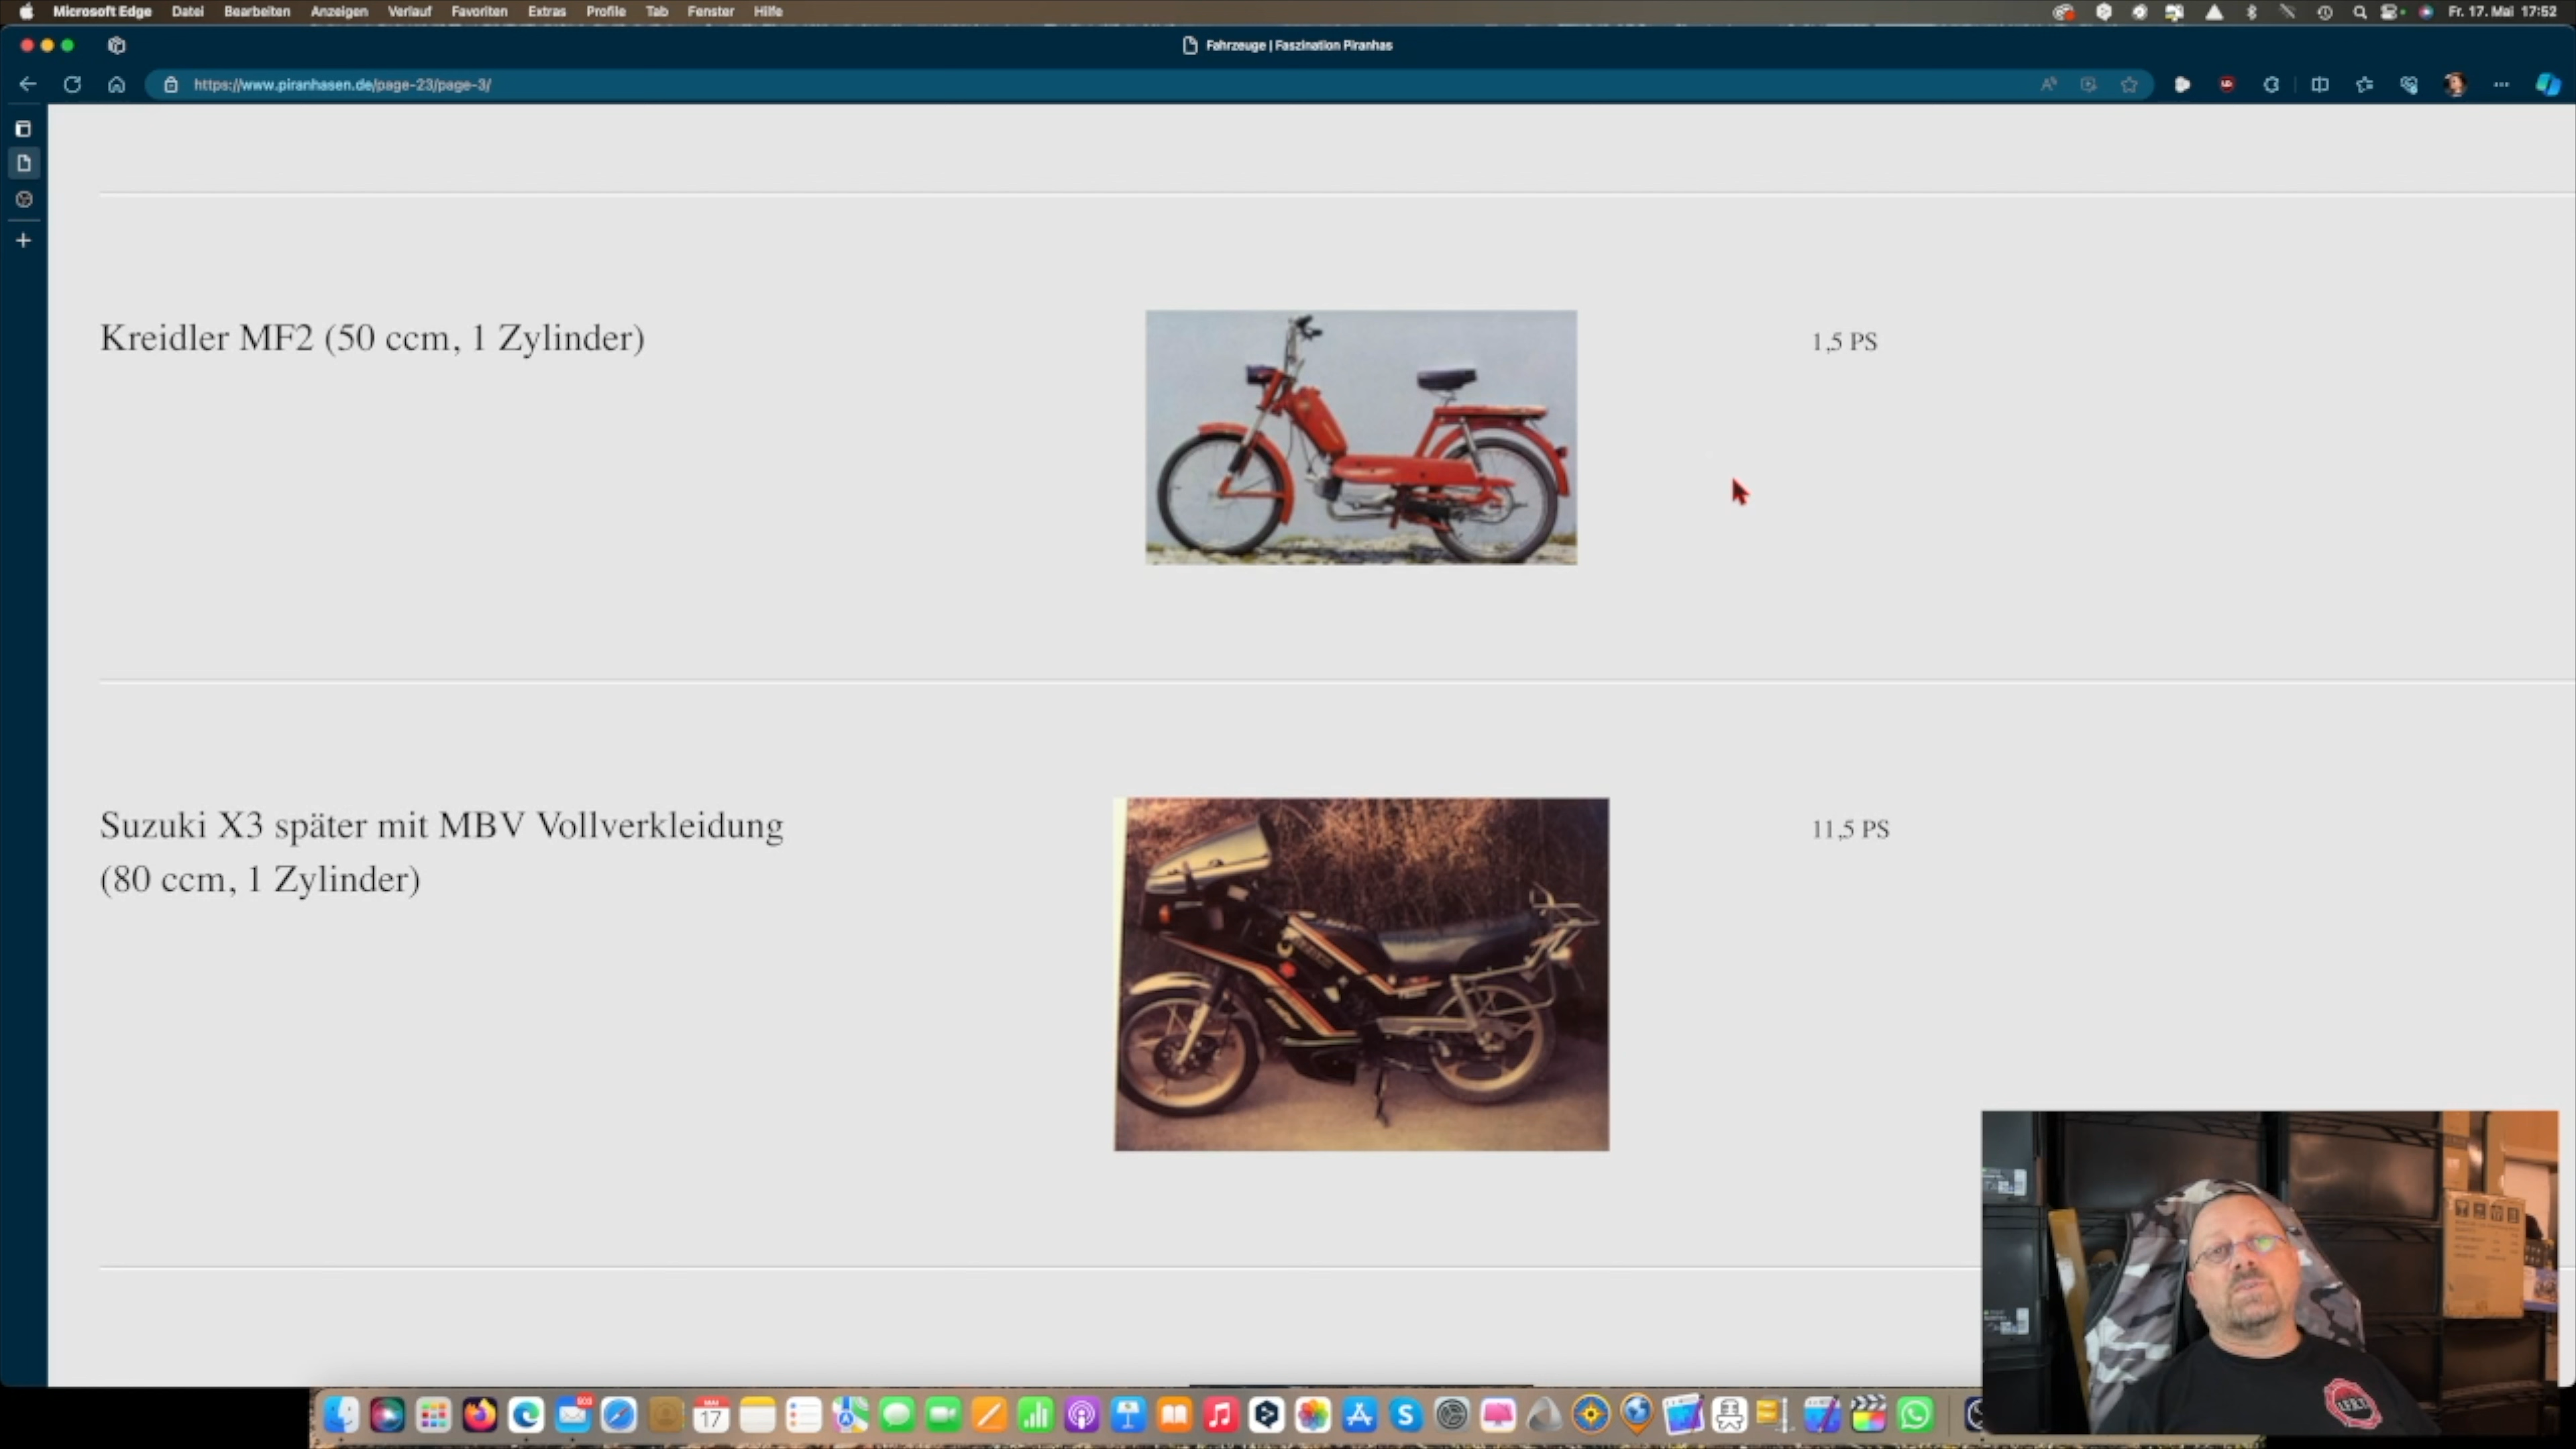 Microsoft Edge Datei Bearbeiten Anzeigen Verlauf Favoriten Extras Profile Tab Fenster Hilfe Fr. 17. Mai 17:52
Fahrzeuge | Faszination Piranhas
https://www.piranhasen.de/page-23/page-3/
Kreidler MF2 (50 ccm, 1 Zylinder)
1,5 PS
Suzuki X3 später mit MBV Vollverkleidung
(80 ccm, 1 Zylinder)
11,5 PS
17